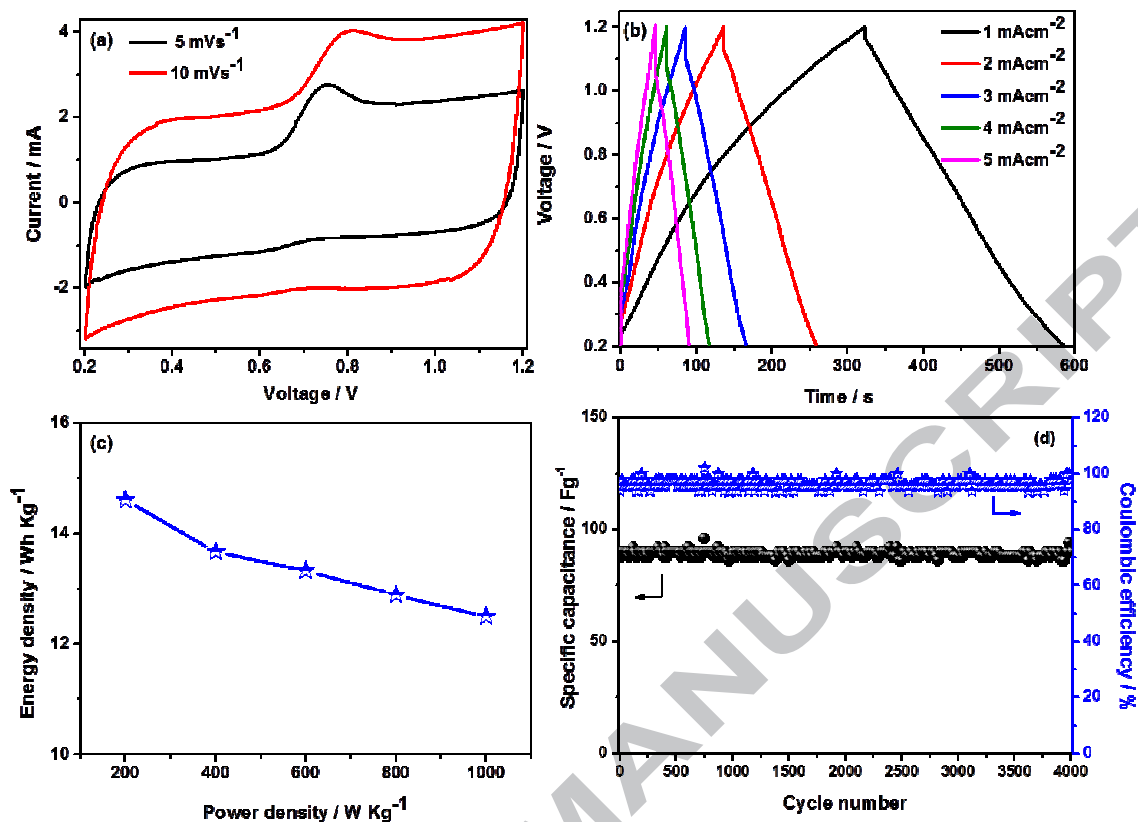 (a)
5 mVs⁻¹
10 mVs⁻¹
4
2
0
-2
Current / mA
0.2 0.4 0.6 0.8 1.0 1.2
Voltage / V
(b)
1 mAcm⁻²
2 mAcm⁻²
3 mAcm⁻²
4 mAcm⁻²
5 mAcm⁻²
1.2
1.0
0.8
0.6
0.4
0.2
Voltage / V
0 100 200 300 400 500 600
Time / s
(c)
16
14
12
10
Energy density / Wh Kg⁻¹
200 400 600 800 1000
Power density / W Kg⁻¹
(d)
150
100
50
0
Specific capacitance / Fg⁻¹
120
100
80
60
40
20
0
Coulombic efficiency / %
0 500 1000 1500 2000 2500 3000 3500 4000
Cycle number
MANUSCRIPT